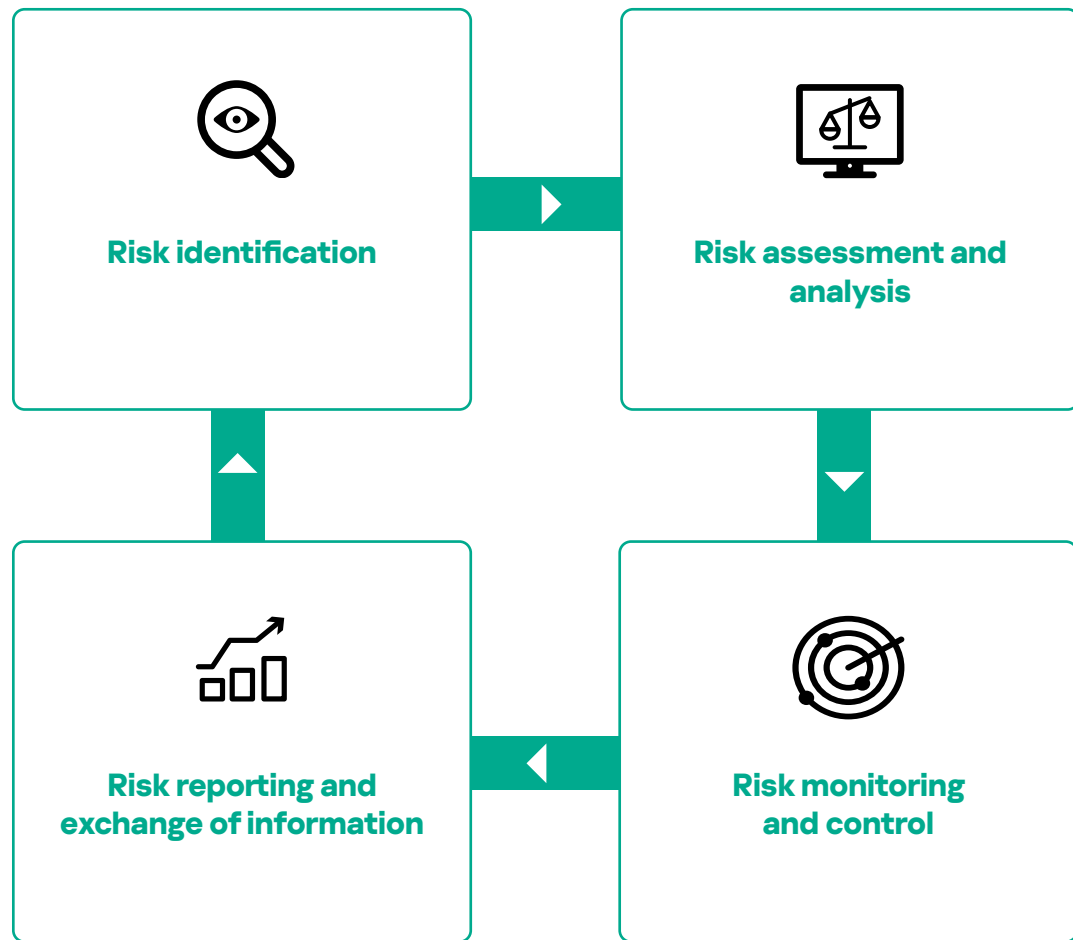 Risk identification
Risk assessment and
analysis
Risk reporting and
exchange of information
Risk monitoring
and control